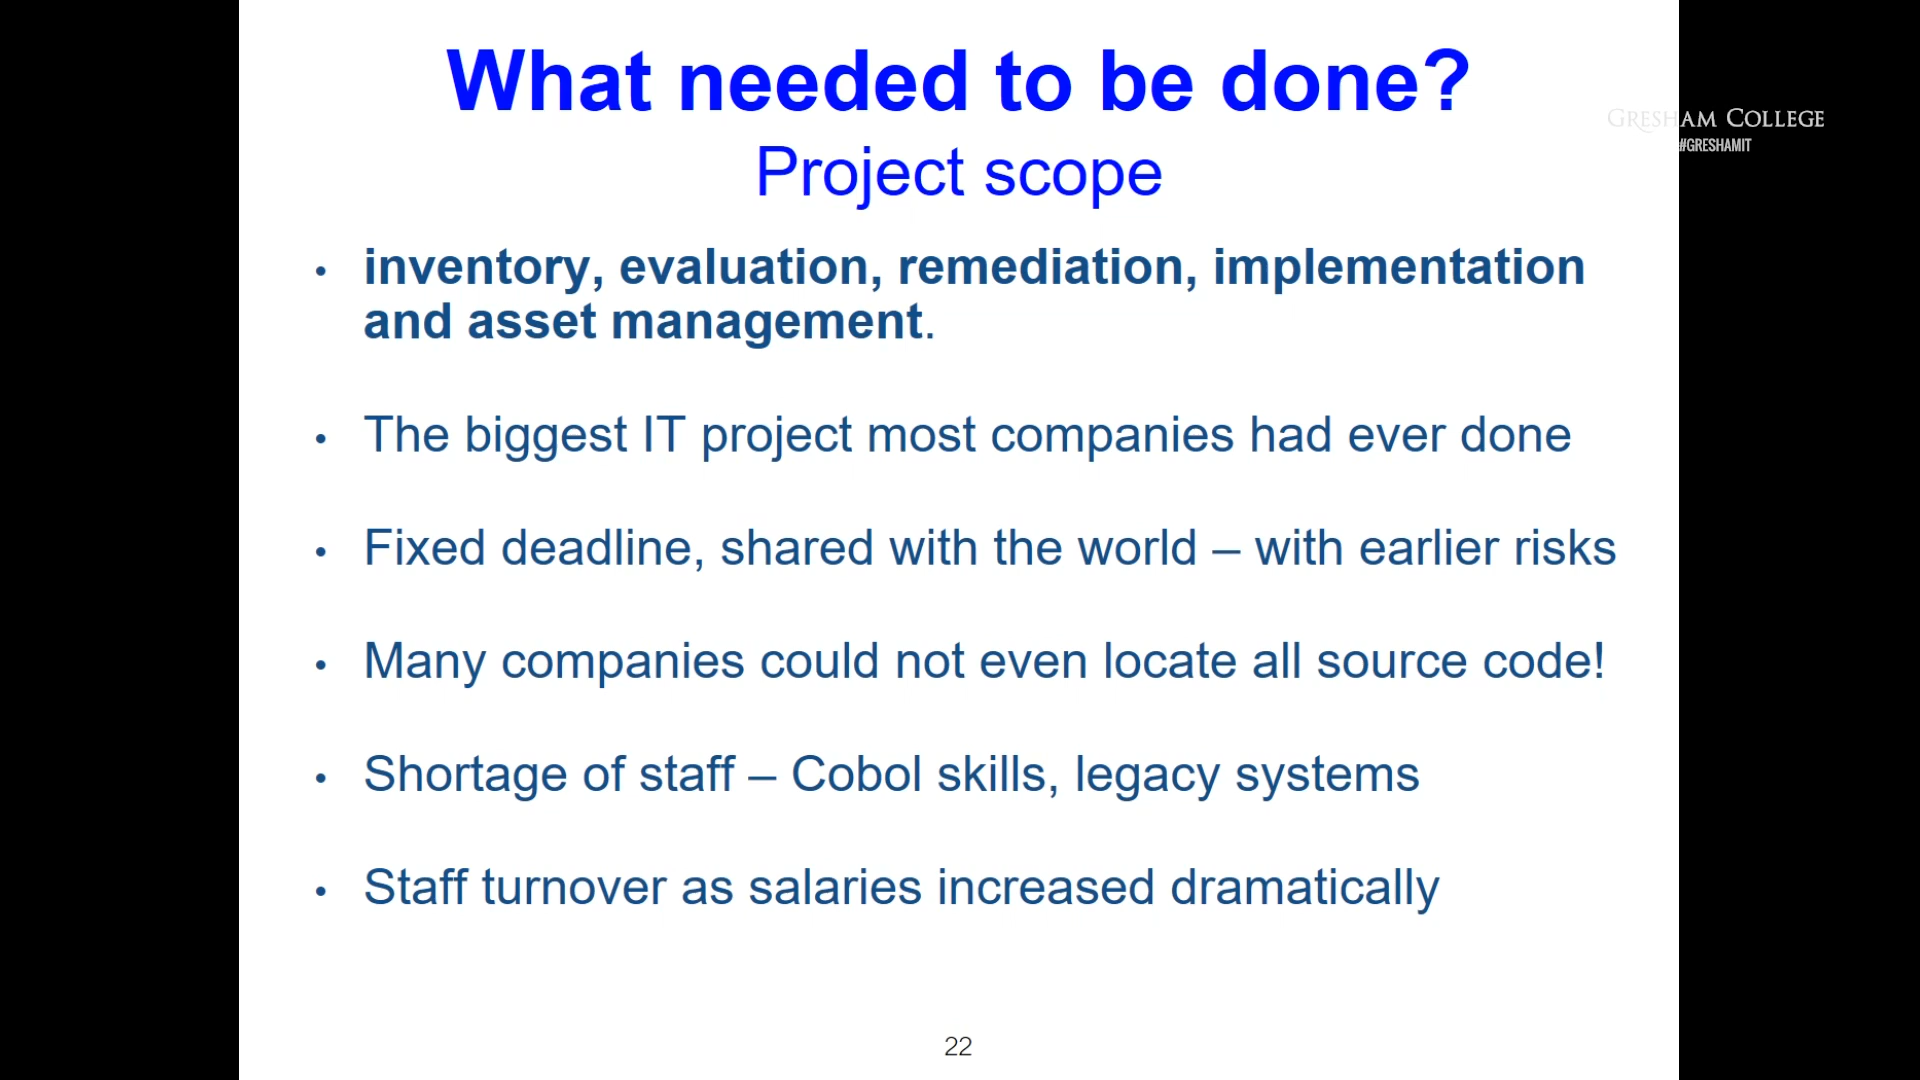 What needed to be done?
Project scope
GRESHAM COLLEGE
#GRESHAMIT
• inventory, evaluation, remediation, implementation
and asset management.
• The biggest IT project most companies had ever done
• Fixed deadline, shared with the world – with earlier risks
• Many companies could not even locate all source code!
• Shortage of staff – Cobol skills, legacy systems
• Staff turnover as salaries increased dramatically
22